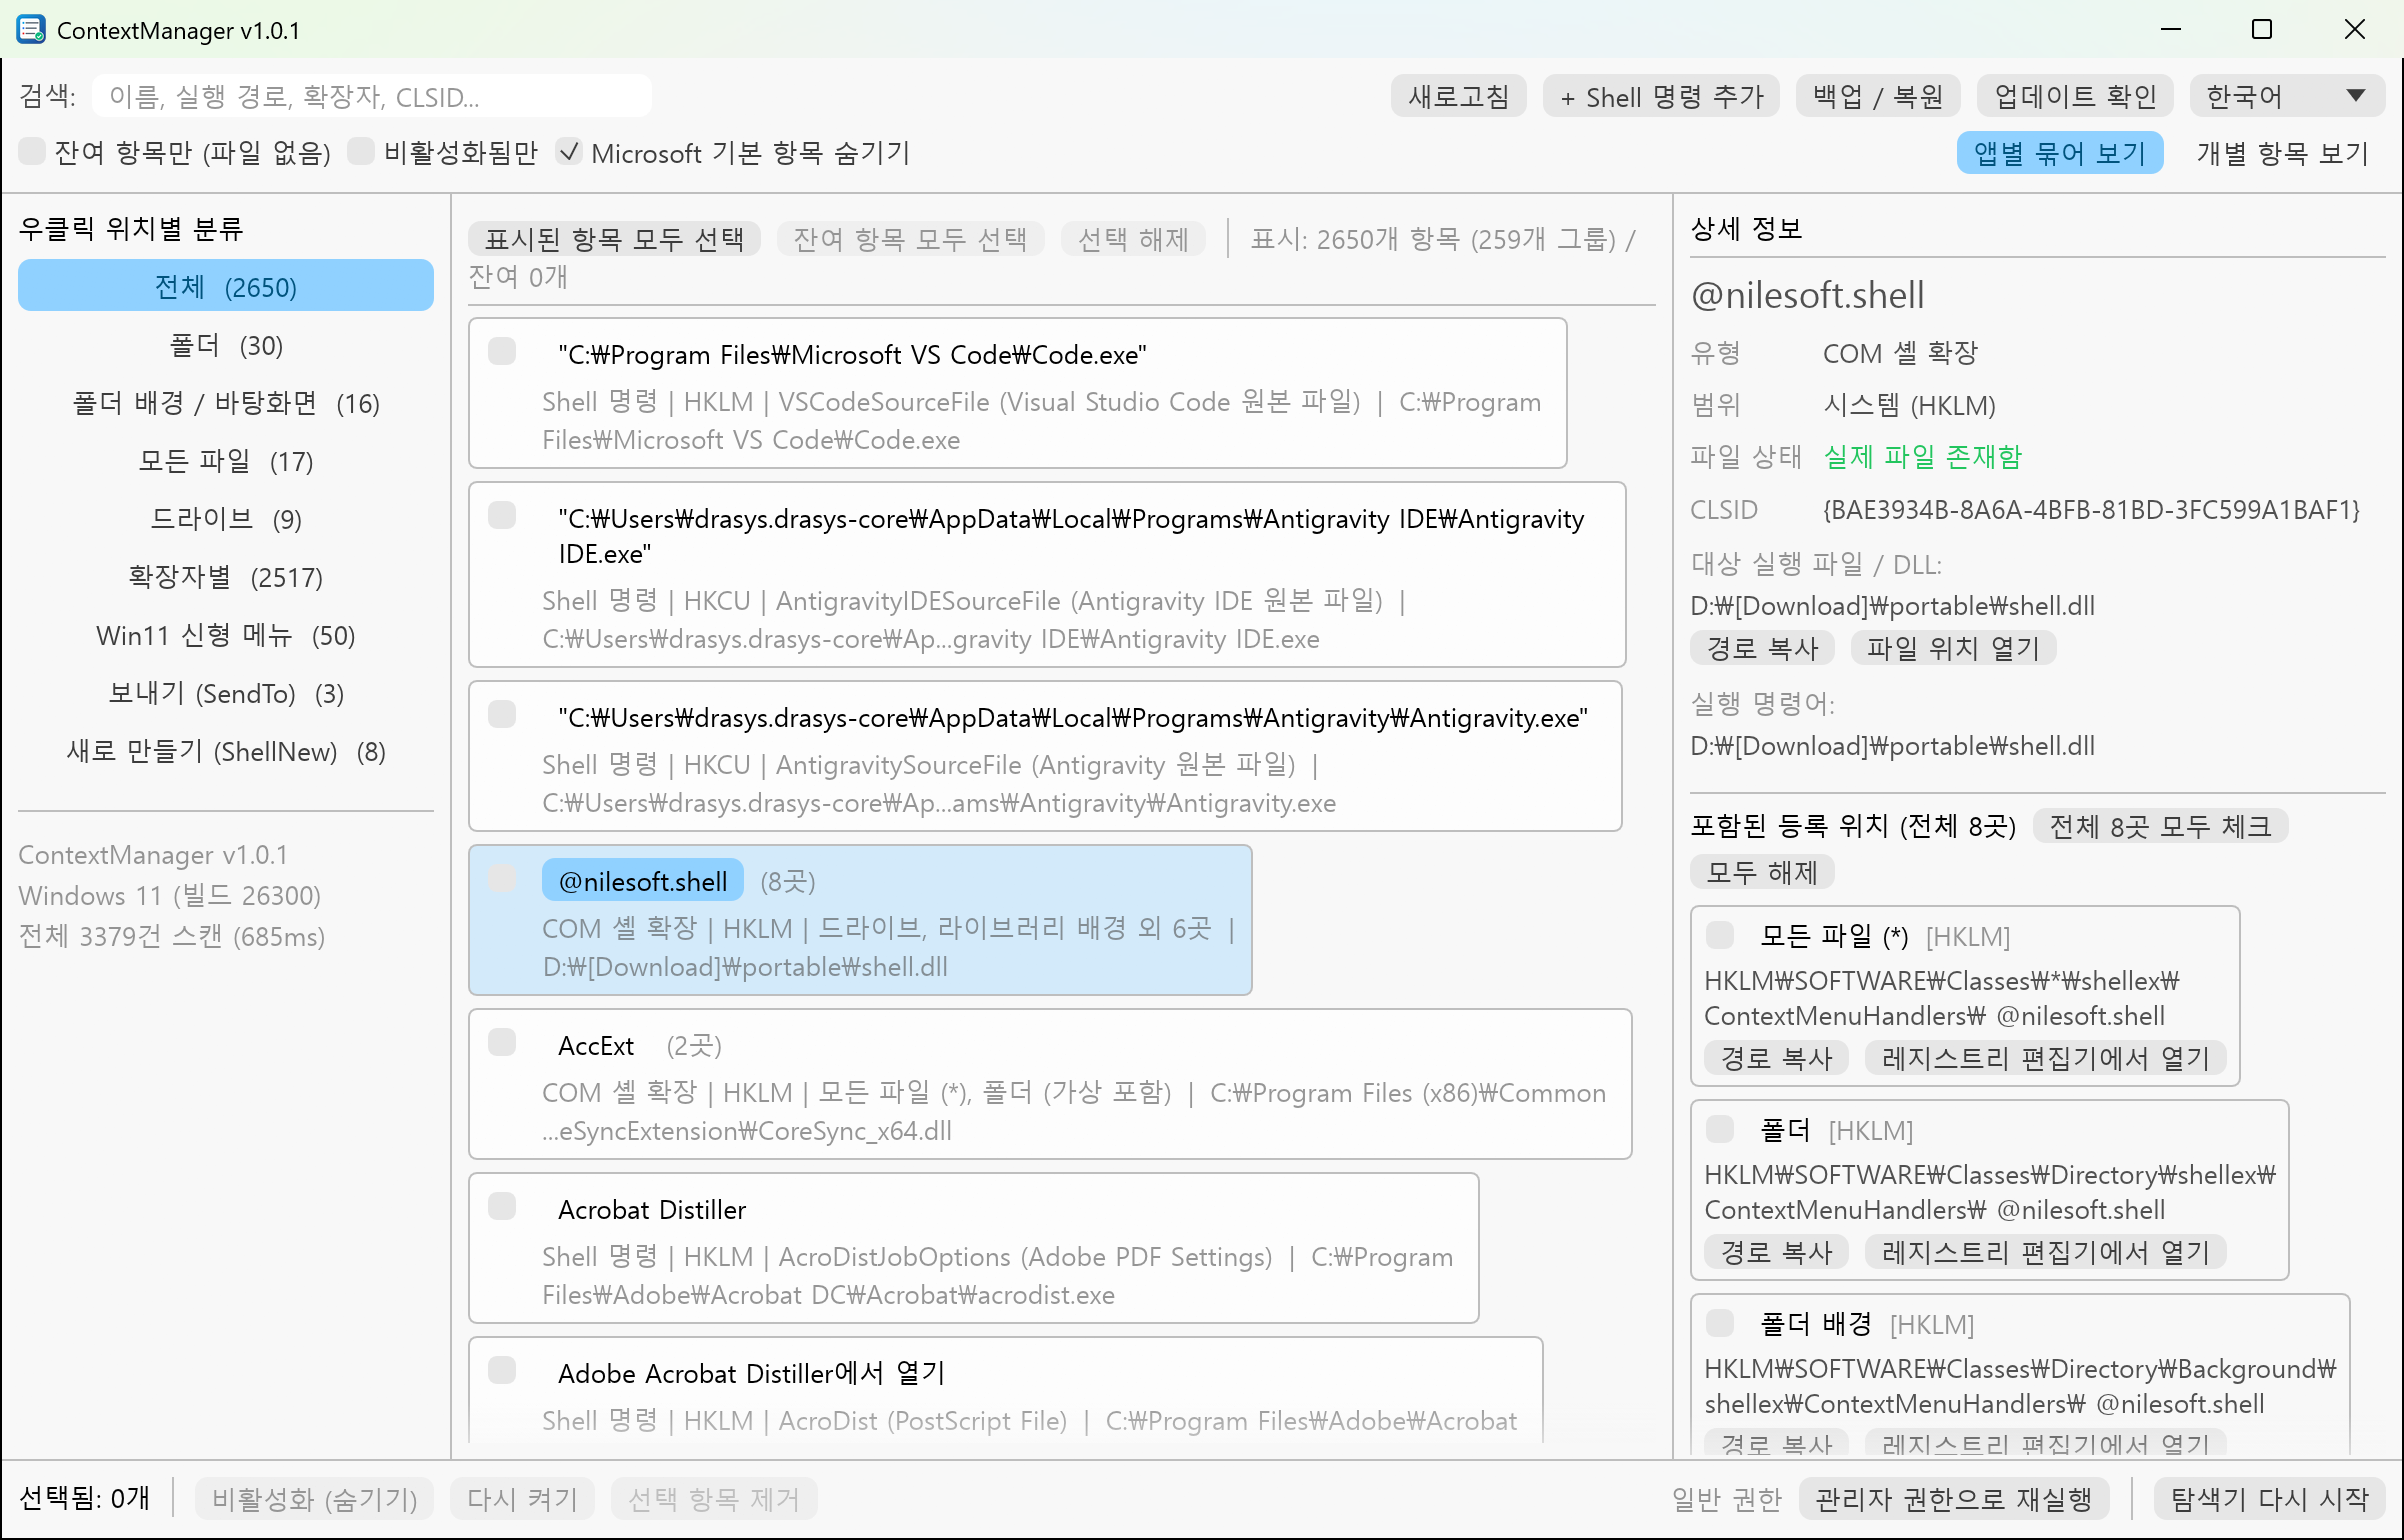 ContextManager v1.0.1
검색: 이름, 실행 경로, 확장자, CLSID...
새로고침 + Shell 명령 추가 백업 / 복원 업데이트 확인 한국어
잔여 항목만 (파일 없음) 비활성화됨만 Microsoft 기본 항목 숨기기
앱별 묶어 보기 개별 항목 보기
우클릭 위치별 분류
전체 (2650)
폴더 (30)
폴더 배경 / 바탕화면 (16)
모든 파일 (17)
드라이브 (9)
확장자별 (2517)
Win11 신형 메뉴 (50)
보내기 (SendTo) (3)
새로 만들기 (ShellNew) (8)
ContextManager v1.0.1
Windows 11 (빌드 26300)
전체 3379건 스캔 (685ms)
표시된 항목 모두 선택 잔여 항목 모두 선택 선택 해제 표시: 2650개 항목 (259개 그룹) /
잔여 0개
"C:₩Program Files₩Microsoft VS Code₩Code.exe"
Shell 명령 | HKLM | VSCodeSourceFile (Visual Studio Code 원본 파일) | C:₩Program
Files₩Microsoft VS Code₩Code.exe
"C:₩Users₩drasys.drasys-core₩AppData₩Local₩Programs₩Antigravity IDE₩Antigravity
IDE.exe"
Shell 명령 | HKCU | AntigravityIDESourceFile (Antigravity IDE 원본 파일) |
C:₩Users₩drasys.drasys-core₩Ap...gravity IDE₩Antigravity IDE.exe
"C:₩Users₩drasys.drasys-core₩AppData₩Local₩Programs₩Antigravity₩Antigravity.exe"
Shell 명령 | HKCU | AntigravitySourceFile (Antigravity 원본 파일) |
C:₩Users₩drasys.drasys-core₩Ap...ams₩Antigravity₩Antigravity.exe
@nilesoft.shell (8곳)
COM 셸 확장 | HKLM | 드라이브, 라이브러리 배경 외 6곳 |
D:₩[Download]₩portable₩shell.dll
AccExt (2곳)
COM 셸 확장 | HKLM | 모든 파일 (*), 폴더 (가상 포함) | C:₩Program Files (x86)₩Common
...eSyncExtension₩CoreSync_x64.dll
Acrobat Distiller
Shell 명령 | HKLM | AcroDistJobOptions (Adobe PDF Settings) | C:₩Program
Files₩Adobe₩Acrobat DC₩Acrobat₩acrodist.exe
Adobe Acrobat Distiller에서 열기
Shell 명령 | HKLM | AcroDist (PostScript File) | C:₩Program Files₩Adobe₩Acrobat
상세 정보
@nilesoft.shell
유형 COM 셸 확장
범위 시스템 (HKLM)
파일 상태 실제 파일 존재함
CLSID {BAE3934B-8A6A-4BFB-81BD-3FC599A1BAF1}
대상 실행 파일 / DLL:
D:₩[Download]₩portable₩shell.dll
경로 복사 파일 위치 열기
실행 명령어:
D:₩[Download]₩portable₩shell.dll
포함된 등록 위치 (전체 8곳) 전체 8곳 모두 체크
모두 해제
모든 파일 (*) [HKLM]
HKLM₩SOFTWARE₩Classes₩*₩shellex₩
ContextMenuHandlers₩ @nilesoft.shell
경로 복사 레지스트리 편집기에서 열기
폴더 [HKLM]
HKLM₩SOFTWARE₩Classes₩Directory₩shellex₩
ContextMenuHandlers₩ @nilesoft.shell
경로 복사 레지스트리 편집기에서 열기
폴더 배경 [HKLM]
HKLM₩SOFTWARE₩Classes₩Directory₩Background₩
shellex₩ContextMenuHandlers₩ @nilesoft.shell
경로 복사 레지스트리 편집기에서 열기
선택됨: 0개 비활성화 (숨기기) 다시 켜기 선택 항목 제거
일반 권한 관리자 권한으로 재실행 탐색기 다시 시작